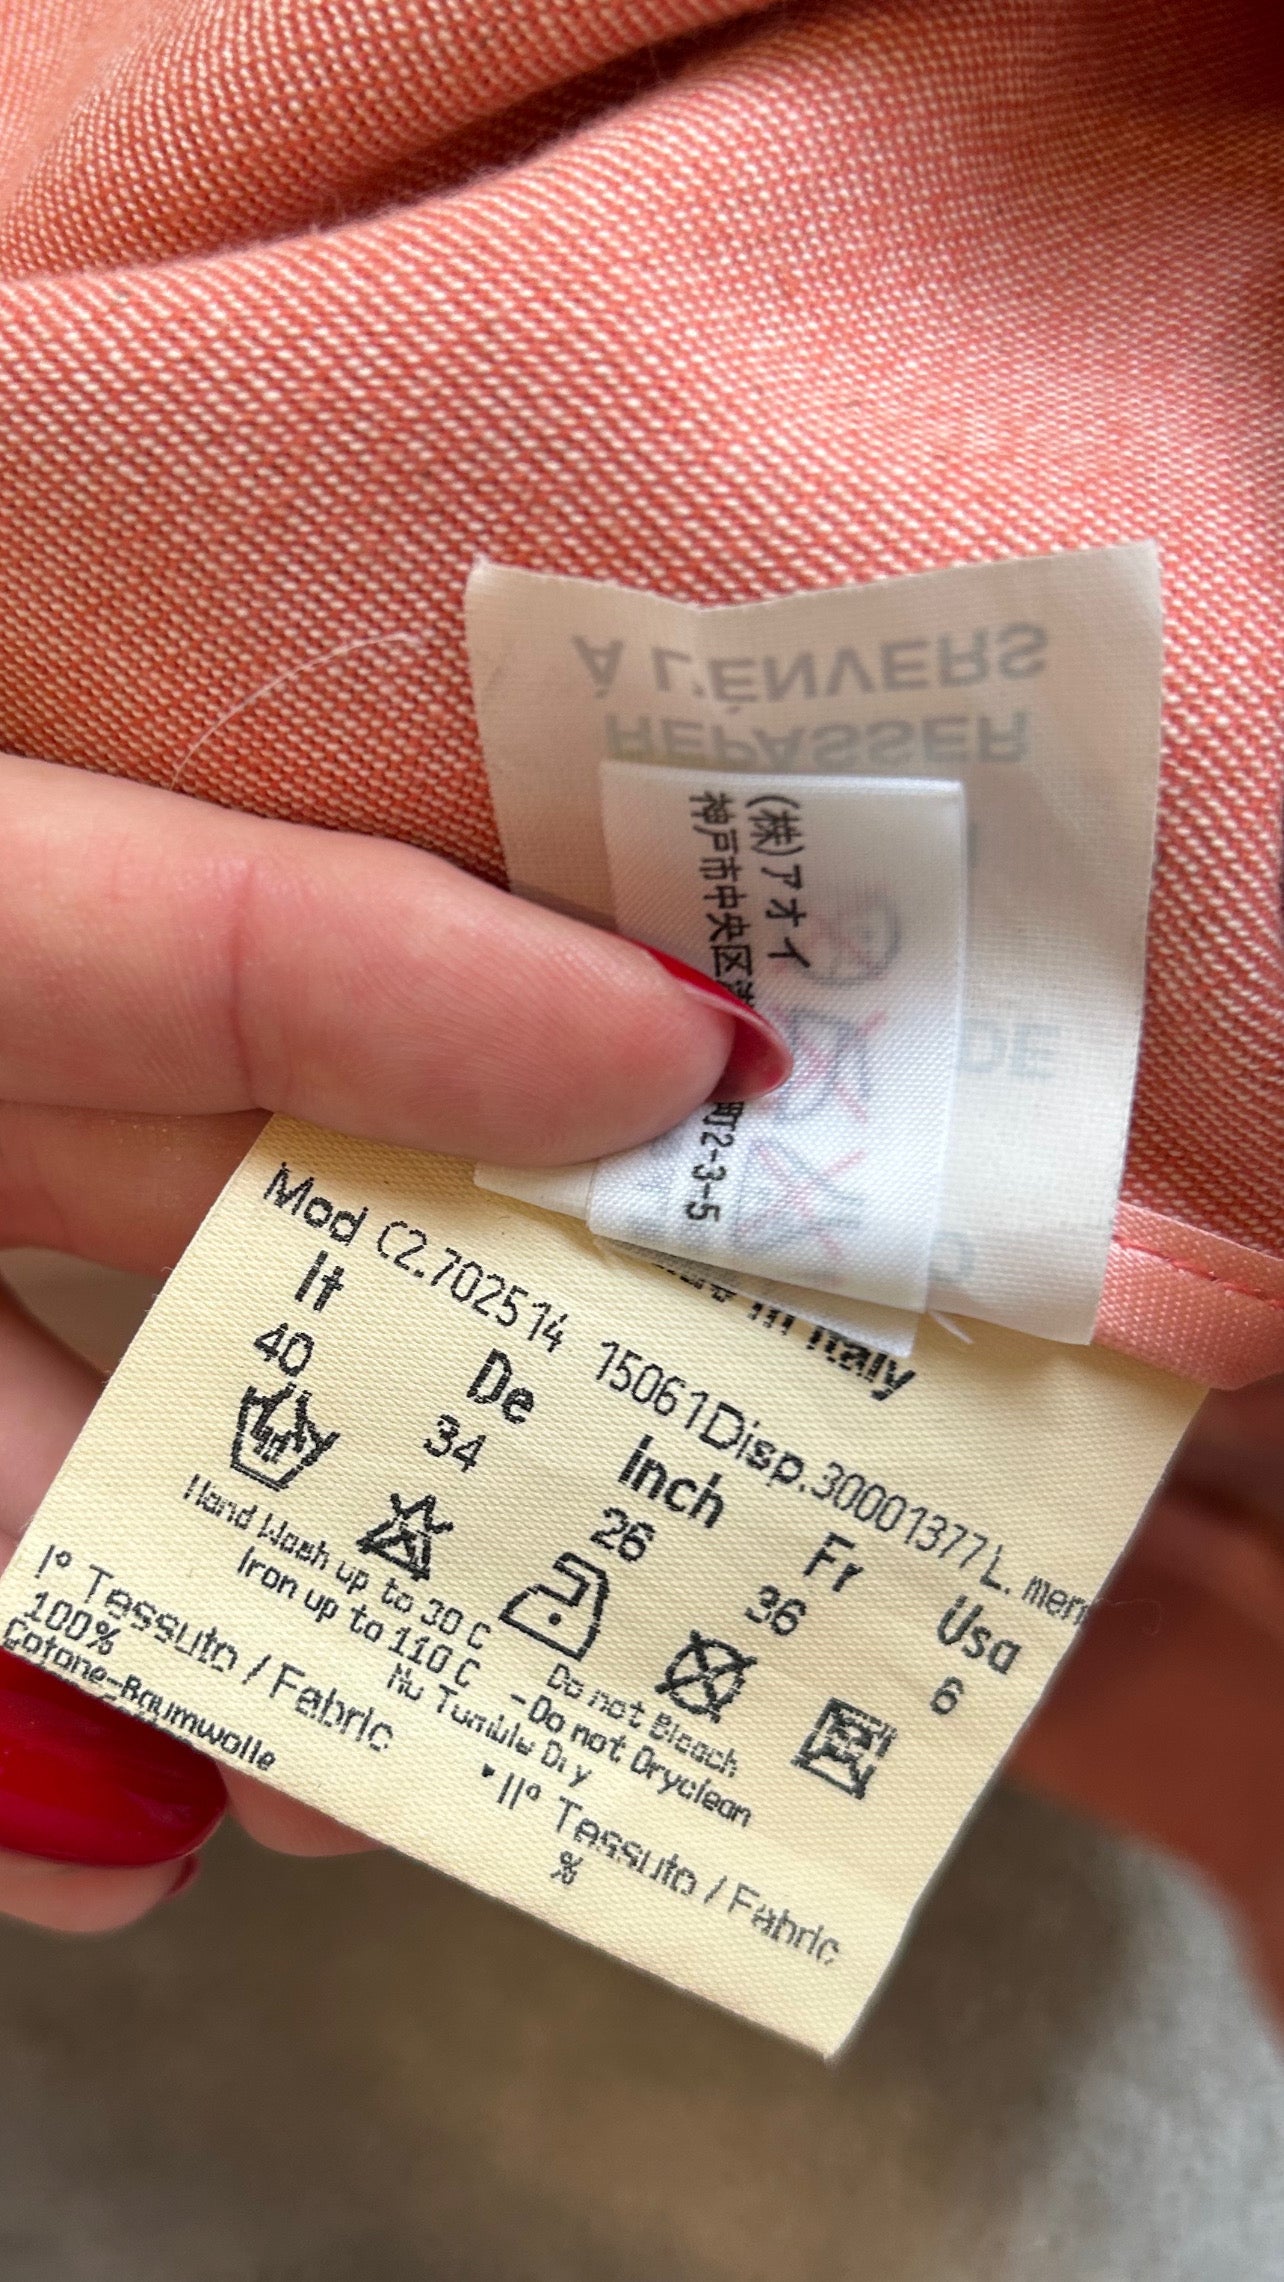 À L'ENVERS
REPASSER
DE
(株)アオイ
神戸市中央区港
町2-3-5
in Italy
Mod C2.702514 15061Disp.30001377L. men
It De Inch Fr Usa
40 34 26 36 6
Hand Wash up to 30 C Do not Bleach
Iron up to 110 C - Do not Dryclean
No Tumble Dry
I° Tessuto / Fabric II° Tessuto / Fabric
100% %
Cotone-Baumwolle